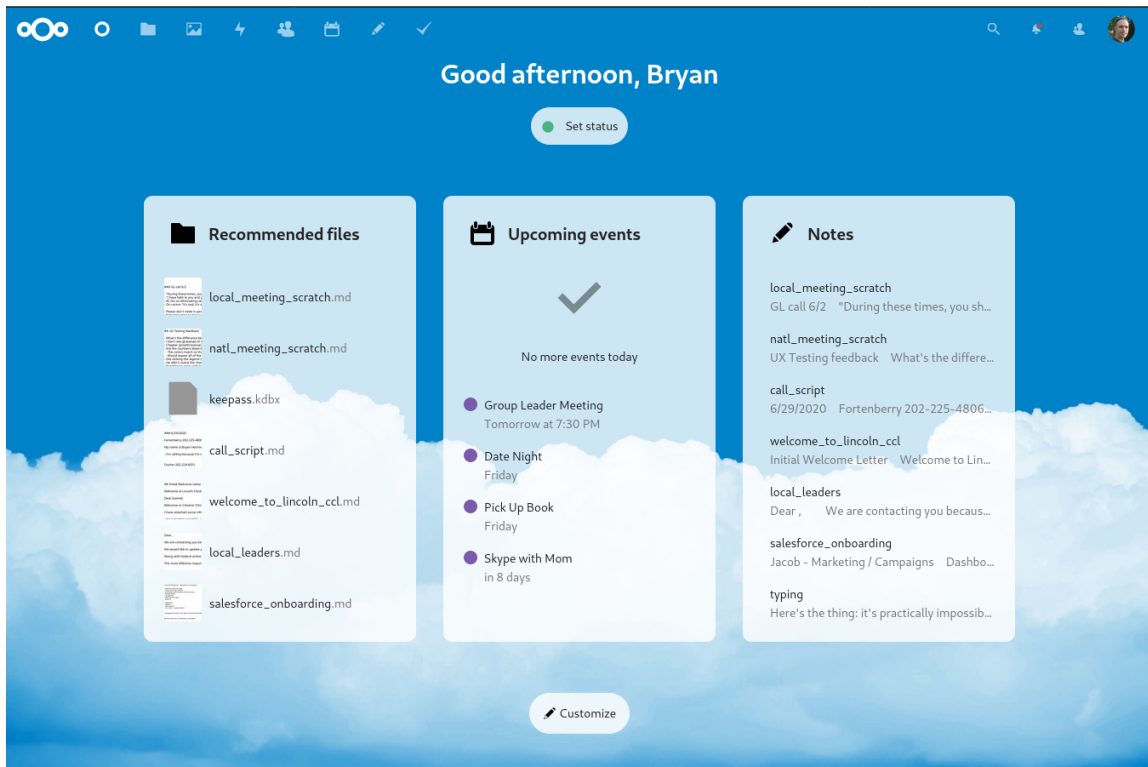 Good afternoon, Bryan
Set status
Recommended files
local_meeting_scratch.md
natl_meeting_scratch.md
keepass.kdbx
call_script.md
welcome_to_lincoln_ccl.md
local_leaders.md
salesforce_onboarding.md
Upcoming events
No more events today
Group Leader Meeting
Tomorrow at 7:30 PM
Date Night
Friday
Pick Up Book
Friday
Skype with Mom
in 8 days
Notes
local_meeting_scratch
GL call 6/2 "During these times, you sh...
natl_meeting_scratch
UX Testing feedback What's the differe...
call_script
6/29/2020 Fortenberry 202-225-4806...
welcome_to_lincoln_ccl
Initial Welcome Letter Welcome to Lin...
local_leaders
Dear , We are contacting you becaus...
salesforce_onboarding
Jacob - Marketing / Campaigns Dashbo...
typing
Here's the thing: it's practically impossib...
Customize